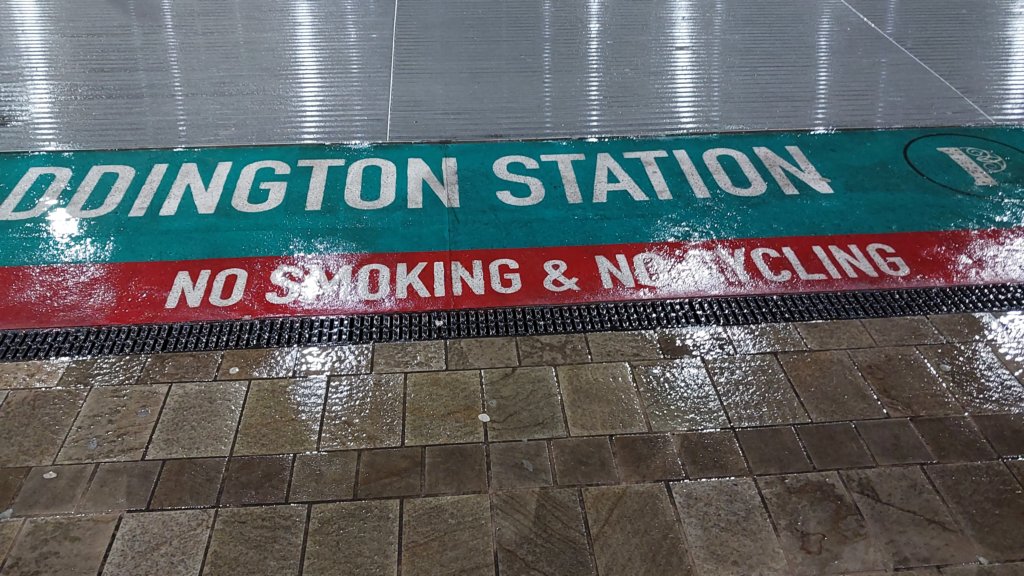 DDINGTON STATION
NO SMOKING & NO CYCLING